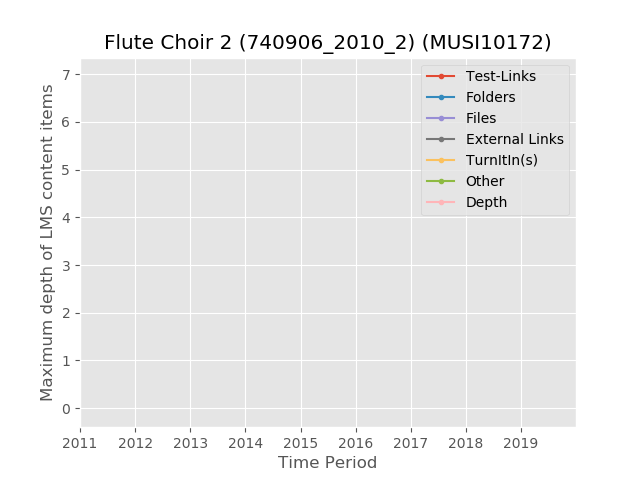 Flute Choir 2 (740906_2010_2) (MUSI10172)
Maximum depth of LMS content items
7
6
5
4
3
2
1
0
Test-Links
Folders
Files
External Links
TurnItIn(s)
Other
Depth
2011 2012 2013 2014 2015 2016 2017 2018 2019
Time Period